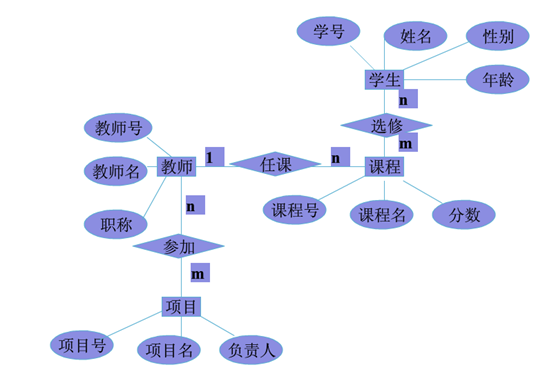 学号
姓名
性别
学生
年龄
n
选修
m
教师号
教师名
教师
1
任课
n
课程
职称
n
课程号
课程名
分数
参加
m
项目
项目号
项目名
负责人